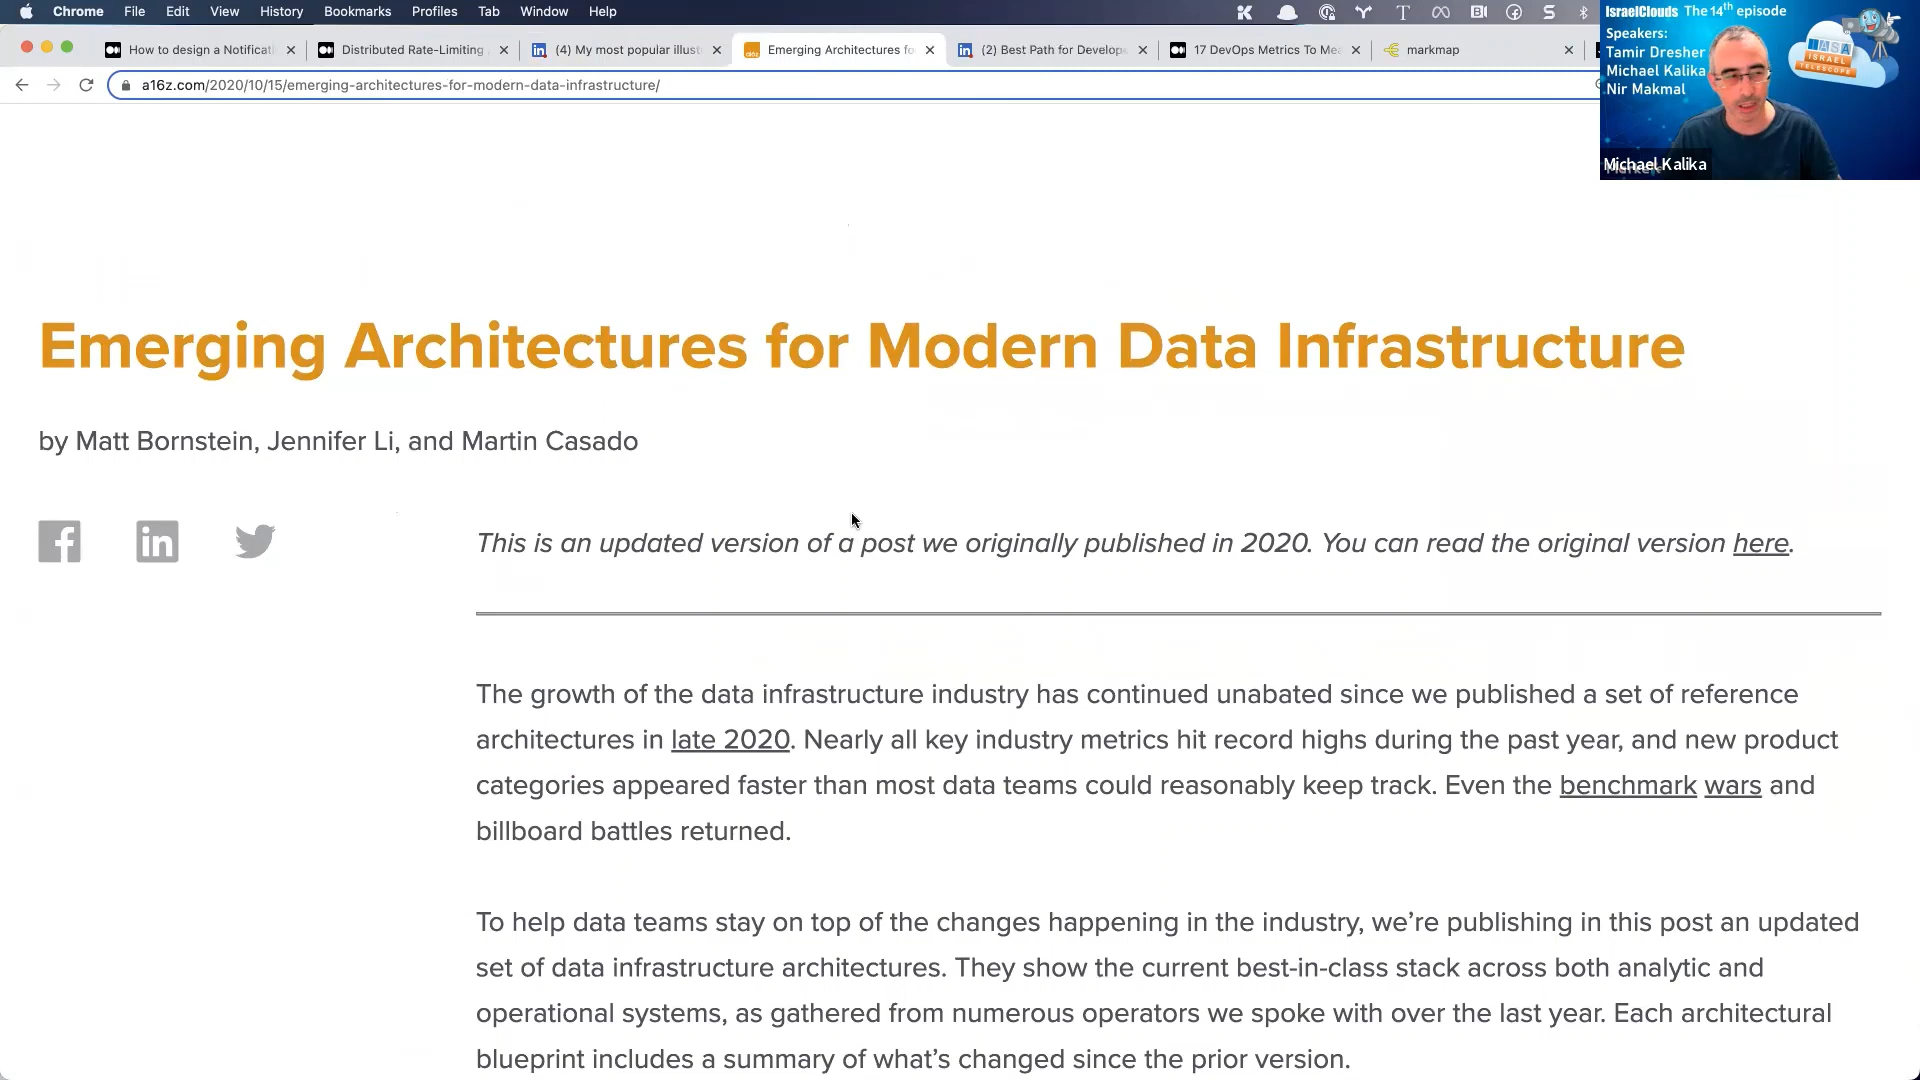 Chrome File Edit View History Bookmarks Profiles Tab Window Help
IsraelClouds The 14th episode
Speakers:
Tamir Dresher
Michael Kalika
Nir Makmal
IASA
ISRAEL
TELESCOPE
Michael Kalika
How to design a Notificati
Distributed Rate-Limiting
(4) My most popular illust
Emerging Architectures fo
(2) Best Path for Develop
17 DevOps Metrics To Me
markmap
a16z.com/2020/10/15/emerging-architectures-for-modern-data-infrastructure/
Emerging Architectures for Modern Data Infrastructure
by Matt Bornstein, Jennifer Li, and Martin Casado
This is an updated version of a post we originally published in 2020. You can read the original version here.
The growth of the data infrastructure industry has continued unabated since we published a set of reference
architectures in late 2020. Nearly all key industry metrics hit record highs during the past year, and new product
categories appeared faster than most data teams could reasonably keep track. Even the benchmark wars and
billboard battles returned.
To help data teams stay on top of the changes happening in the industry, we’re publishing in this post an updated
set of data infrastructure architectures. They show the current best-in-class stack across both analytic and
operational systems, as gathered from numerous operators we spoke with over the last year. Each architectural
blueprint includes a summary of what’s changed since the prior version.